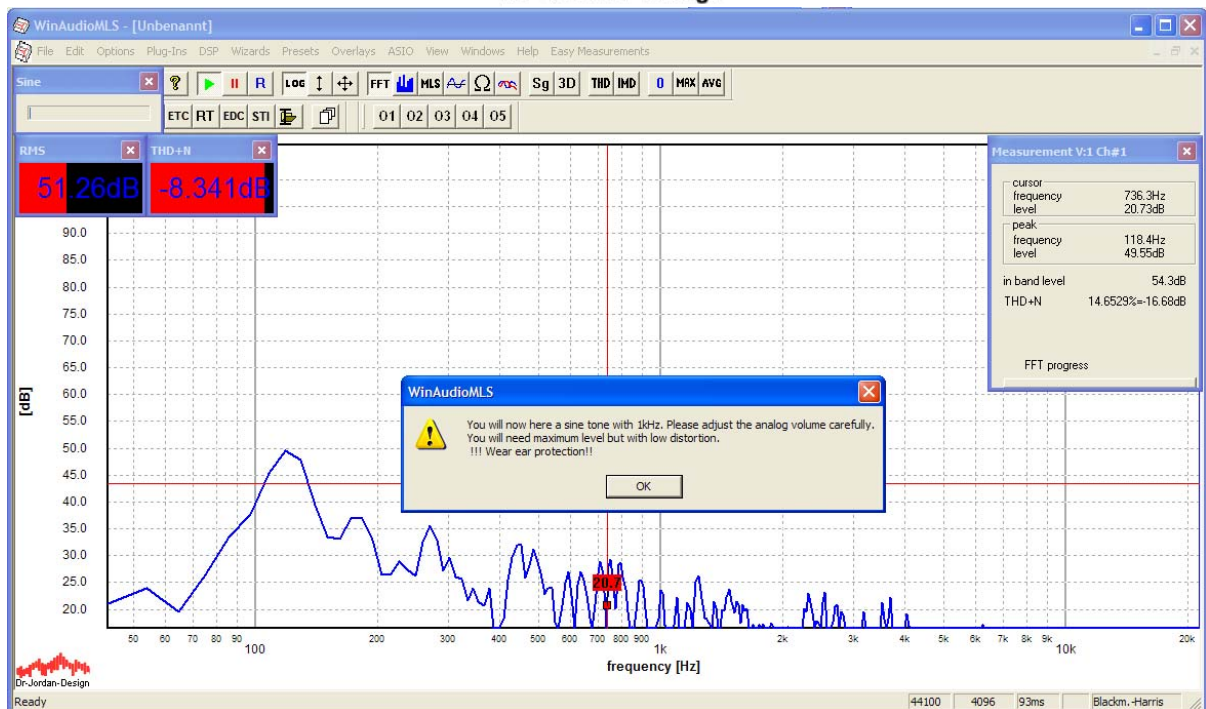 WinAudioMLS - [Unbenannt]
File Edit Options Plug-Ins DSP Wizards Presets Overlays ASIO View Windows Help Easy Measurements
Sine
? R LOG FFT MLS Ω Sg 3D THD IMD 0 MAX AVG
ETC RT EDC STI 01 02 03 04 05
RMS
51.26dB
THD+N
-8.341dB
Measurement V:1 Ch#1
cursor
frequency 736.3Hz
level 20.73dB
peak
frequency 118.4Hz
level 49.55dB
in band level 54.3dB
THD+N 14.6529%=-16.68dB
FFT progress
90.0
85.0
80.0
75.0
70.0
65.0
60.0
55.0
50.0
45.0
40.0
35.0
30.0
25.0
20.0
[dB]
WinAudioMLS
You will now here a sine tone with 1kHz. Please adjust the analog volume carefully.
You will need maximum level but with low distortion.
!!! Wear ear protection!!
OK
20.7
50 60 70 80 90 100 200 300 400 500 600 700 800 900 1K 2k 3k 4k 5k 6k 7k 8k 9k 10K 20k
frequency [Hz]
Dr-Jordan-Design
Ready 44100 4096 93ms Blackm.-Harris